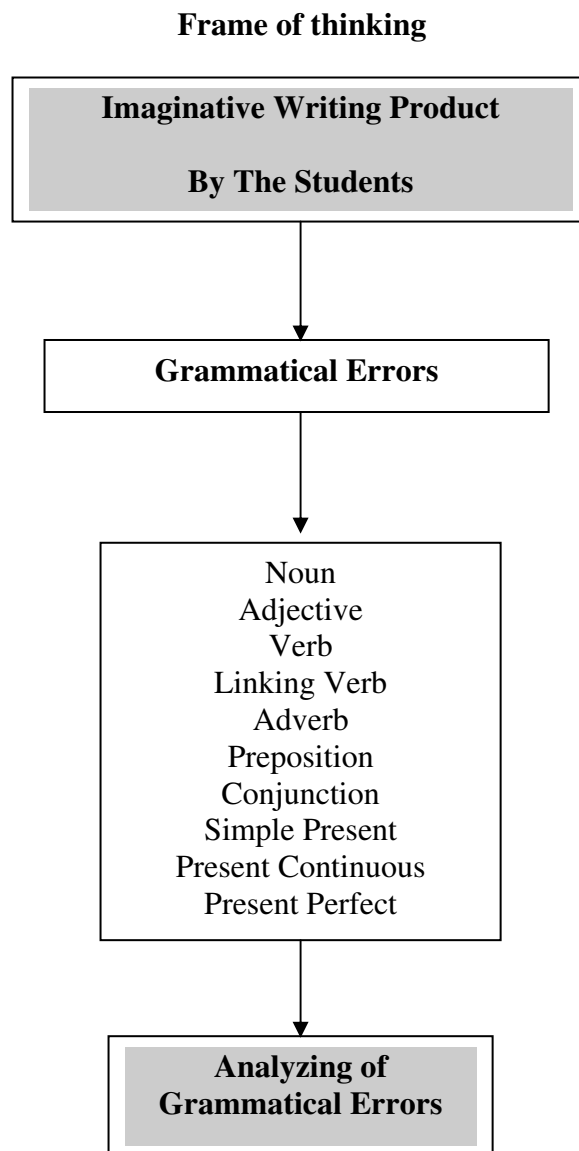 Frame of thinking
Imaginative Writing Product
By The Students
Grammatical Errors
Noun
Adjective
Verb
Linking Verb
Adverb
Preposition
Conjunction
Simple Present
Present Continuous
Present Perfect
Analyzing of
Grammatical Errors